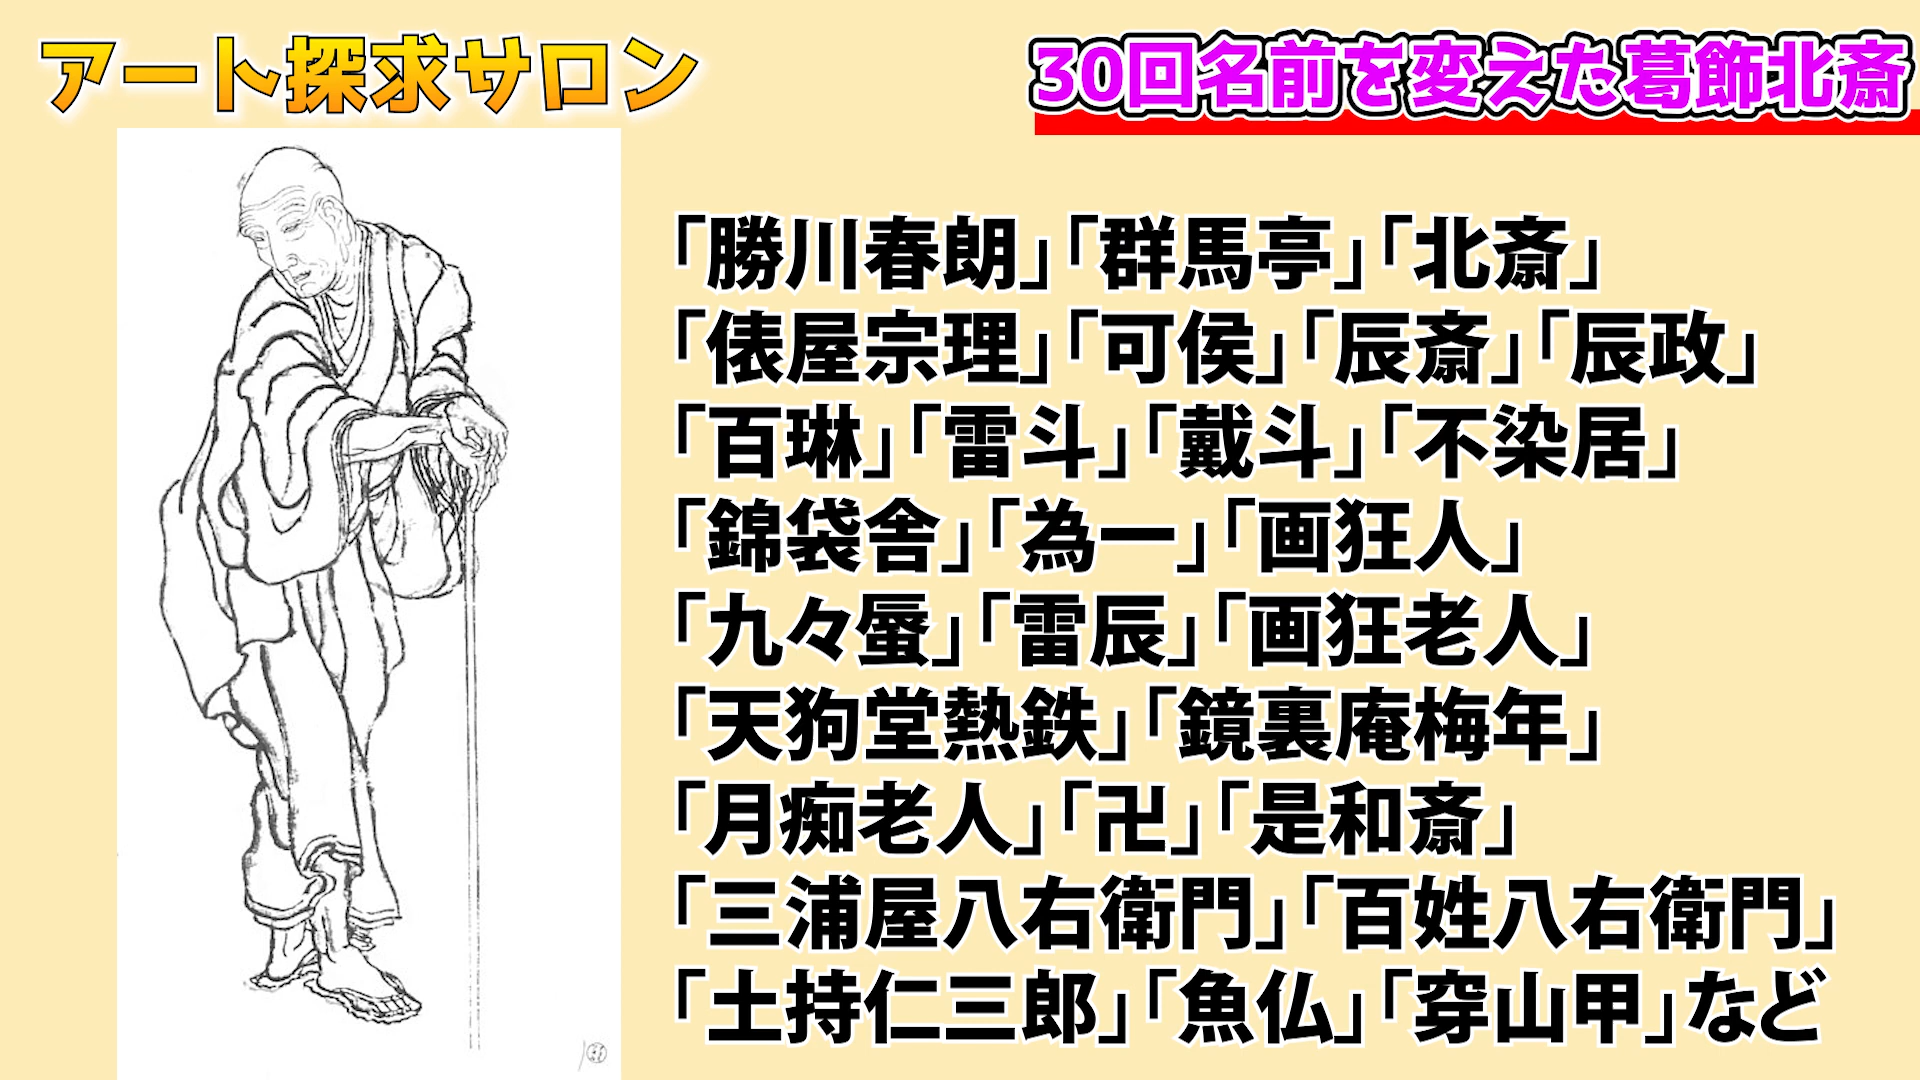 アート探求サロン
30回名前を変えた葛飾北斎
「勝川春朗」「群馬亭」「北斎」
「俵屋宗理」「可侯」「辰斎」「辰政」
「百琳」「雷斗」「戴斗」「不染居」
「錦袋舎」「為一」「画狂人」
「九々蜃」「雷辰」「画狂老人」
「天狗堂熱鉄」「鏡裏庵梅年」
「月痴老人」「卍」「是和斎」
「三浦屋八右衛門」「百姓八右衛門」
「土持仁三郎」「魚仏」「穿山甲」など